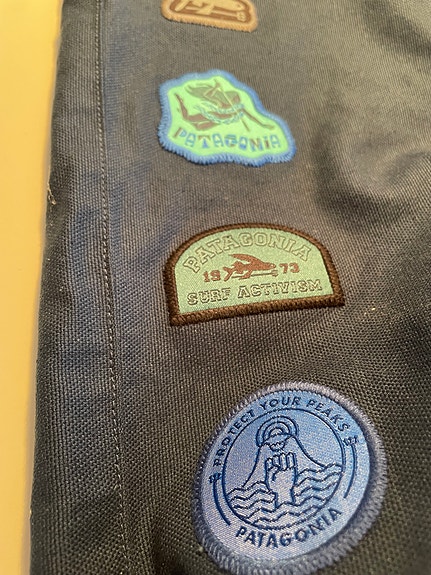 PATAGONIA
PATAGONIA
19 73
SURF ACTIVISM
PROTECT YOUR PEAKS
PATAGONIA